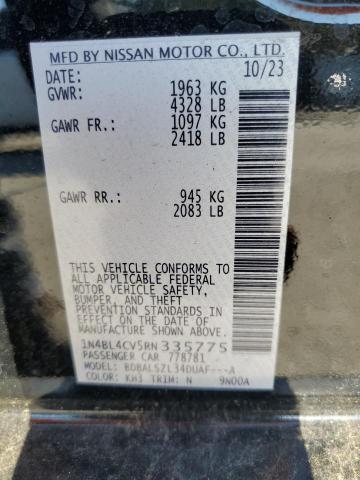 MFD BY NISSAN MOTOR CO., LTD.
DATE: 10/23
GVWR: 1963 KG
4328 LB
GAWR FR.: 1097 KG
2418 LB
GAWR RR.: 945 KG
2083 LB
THIS VEHICLE CONFORMS TO
ALL APPLICABLE FEDERAL
MOTOR VEHICLE SAFETY,
BUMPER, AND THEFT
PREVENTION STANDARDS
IN EFFECT ON THE DATE OF
MANUFACTURE SHOWN ABOVE.
1N4BL4CV5RN335775
PASSENGER CAR 778781
MODEL: BDBALSZL34DUAF---A
COLOR: KH3 TRIM: N 9N00A